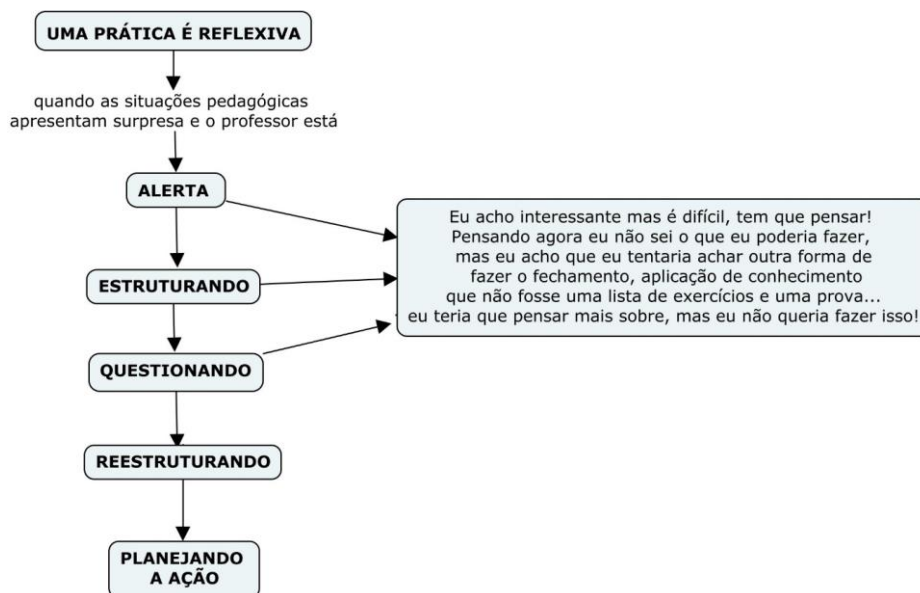 UMA PRÁTICA É REFLEXIVA
quando as situações pedagógicas
apresentam surpresa e o professor está
ALERTA
Eu acho interessante mas é difícil, tem que pensar!
Pensando agora eu não sei o que eu poderia fazer,
mas eu acho que eu tentaria achar outra forma de
fazer o fechamento, aplicação de conhecimento
que não fosse uma lista de exercícios e uma prova...
eu teria que pensar mais sobre, mas eu não queria fazer isso!
ESTRUTURANDO
QUESTIONANDO
REESTRUTURANDO
PLANEJANDO
A AÇÃO